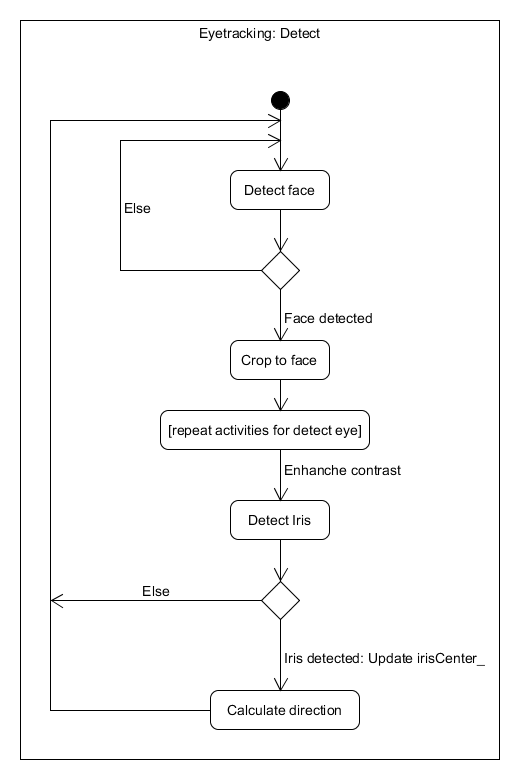 Eyetracking: Detect
Detect face
Else
Face detected
Crop to face
[repeat activities for detect eye]
Enhanche contrast
Detect Iris
Else
Iris detected: Update irisCenter_
Calculate direction